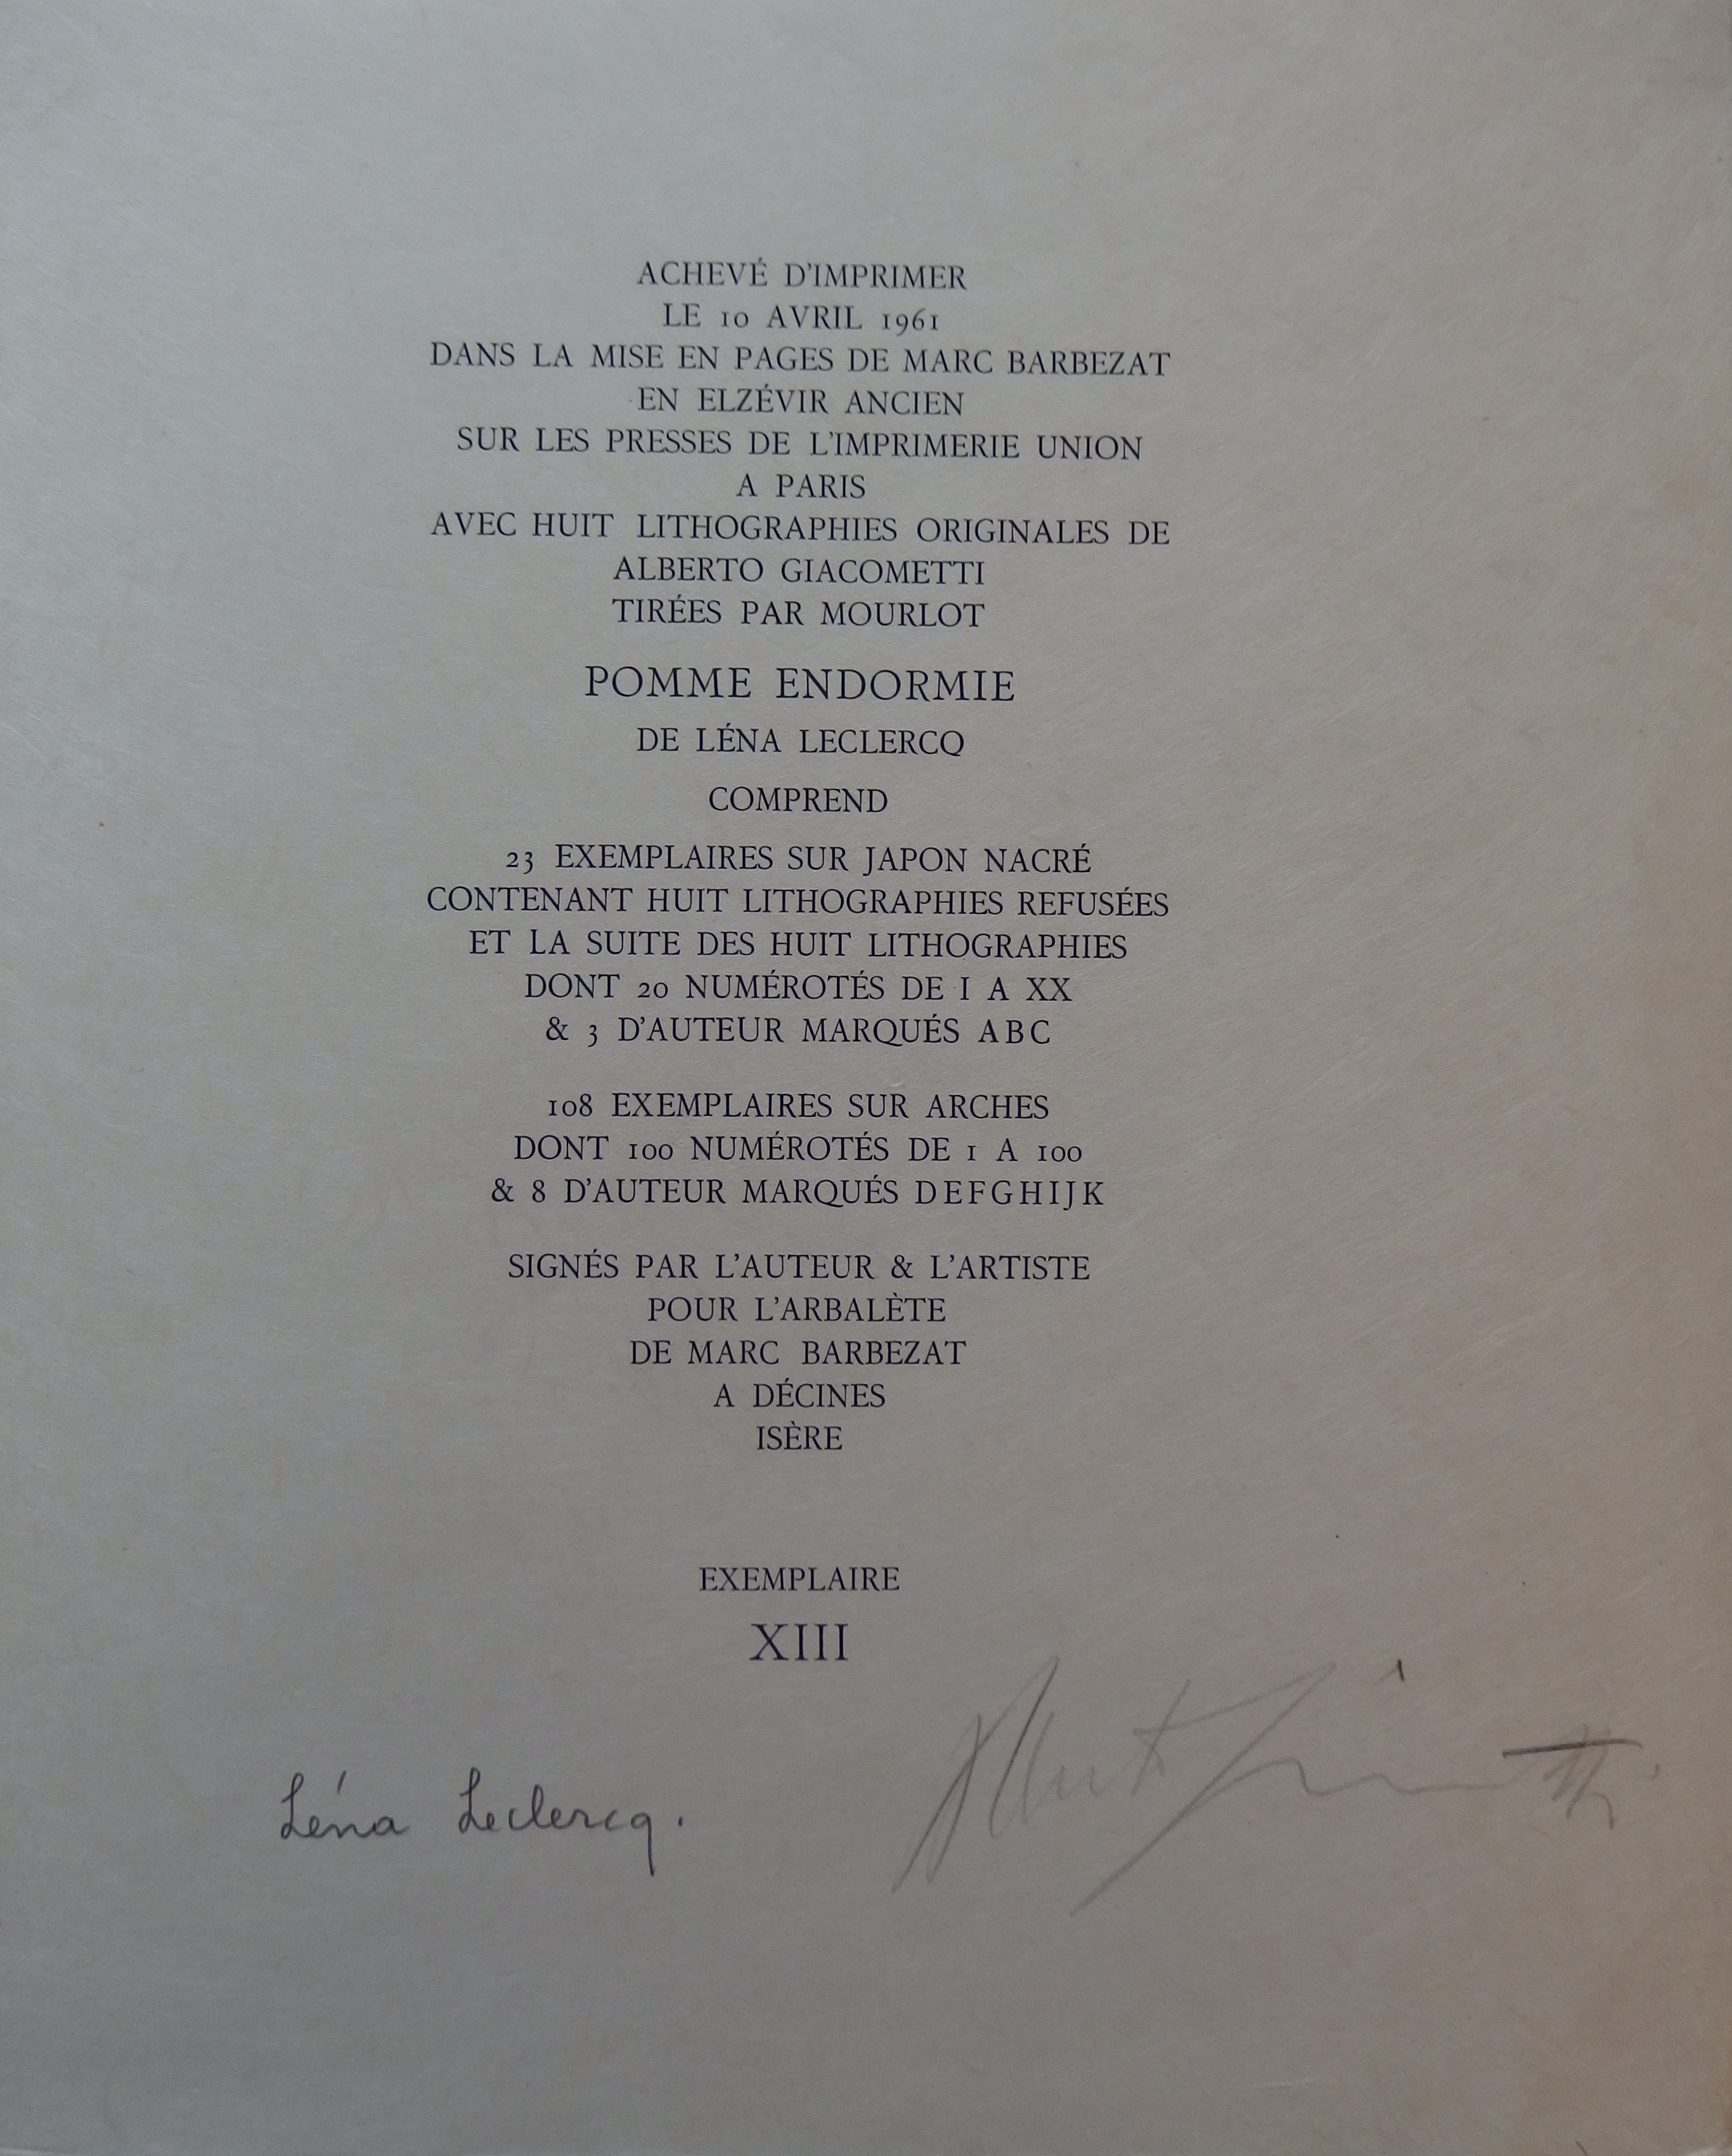 ACHEVÉ D'IMPRIMER
LE 10 AVRIL 1961
DANS LA MISE EN PAGES DE MARC BARBEZAT
EN ELZÉVIR ANCIEN
SUR LES PRESSES DE L'IMPRIMERIE UNION
A PARIS
AVEC HUIT LITHOGRAPHIES ORIGINALES DE
ALBERTO GIACOMETTI
TIRÉES PAR MOURLOT
POMME ENDORMIE
DE LÉNA LECLERCQ
COMPREND
23 EXEMPLAIRES SUR JAPON NACRÉ
CONTENANT HUIT LITHOGRAPHIES REFUSÉES
ET LA SUITE DES HUIT LITHOGRAPHIES
DONT 20 NUMÉROTÉS DE I A XX
& 3 D'AUTEUR MARQUÉS A B C
108 EXEMPLAIRES SUR ARCHES
DONT 100 NUMÉROTÉS DE 1 A 100
& 8 D'AUTEUR MARQUÉS D E F G H I J K
SIGNÉS PAR L'AUTEUR & L'ARTISTE
POUR L'ARBALÈTE
DE MARC BARBEZAT
A DÉCINES
ISÈRE
EXEMPLAIRE
XIII
Léna Leclercq.